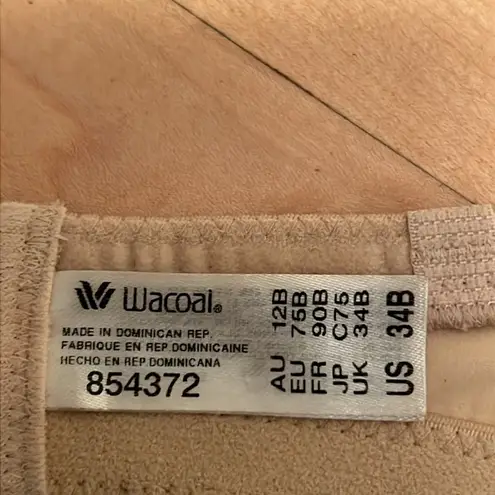 Wacoal®
MADE IN DOMINICAN REP.
FABRIQUE EN REP.DOMINICAINE
HECHO EN REP.DOMINICANA
854372
AU 12B
EU 75B
FR 90B
JP C75
UK 34B
US 34B